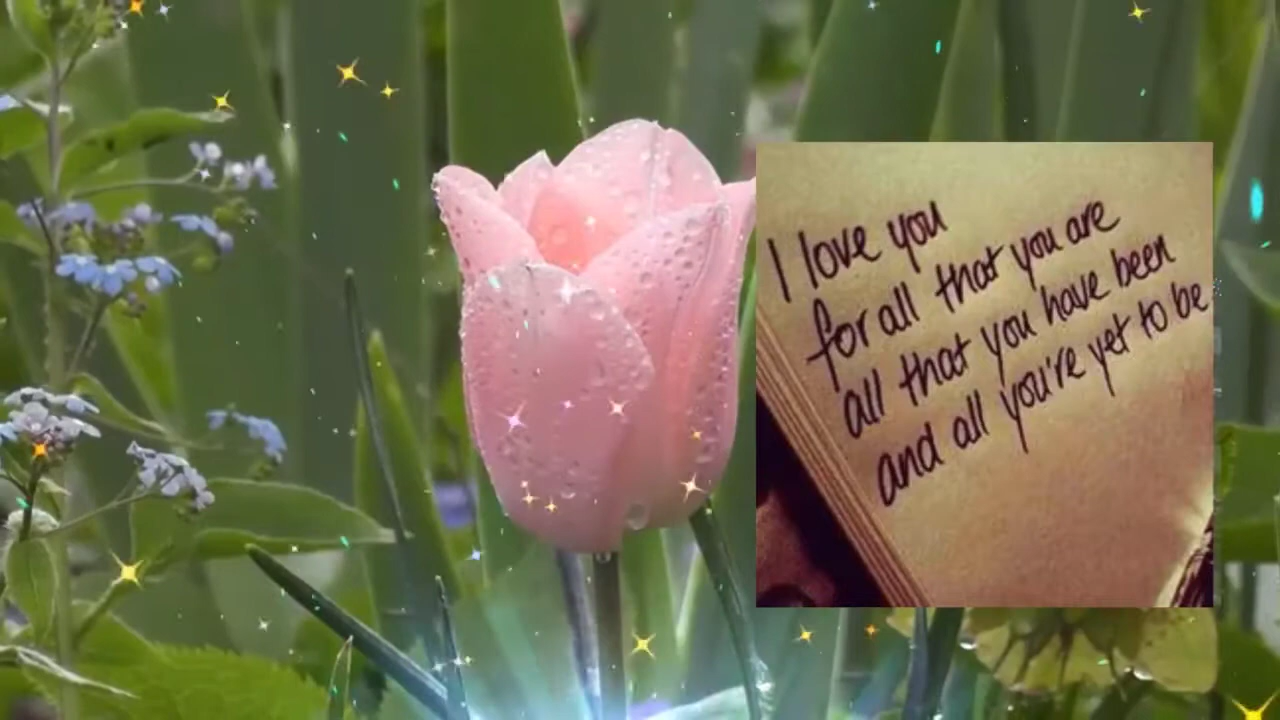 I love you
for all that you are
all that you have been
and all you're yet to be